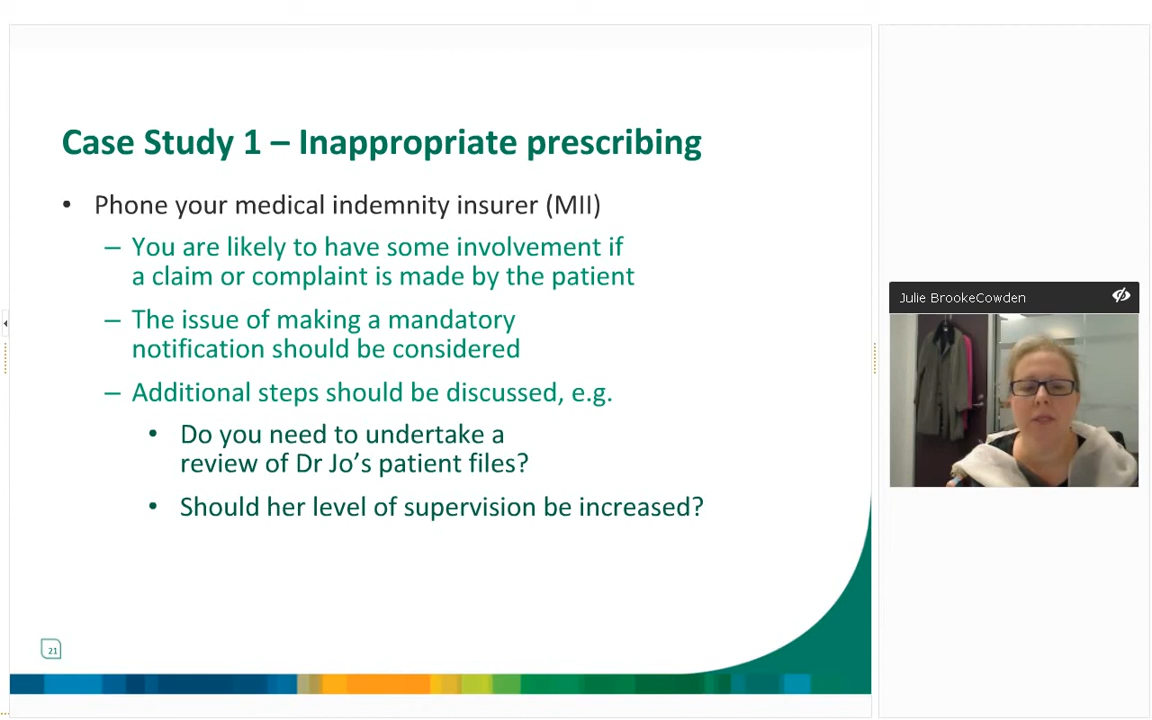 Case Study 1 – Inappropriate prescribing
• Phone your medical indemnity insurer (MII)
– You are likely to have some involvement if
a claim or complaint is made by the patient
– The issue of making a mandatory
notification should be considered
– Additional steps should be discussed, e.g.
• Do you need to undertake a
review of Dr Jo's patient files?
• Should her level of supervision be increased?
21
Julie BrookeCowden